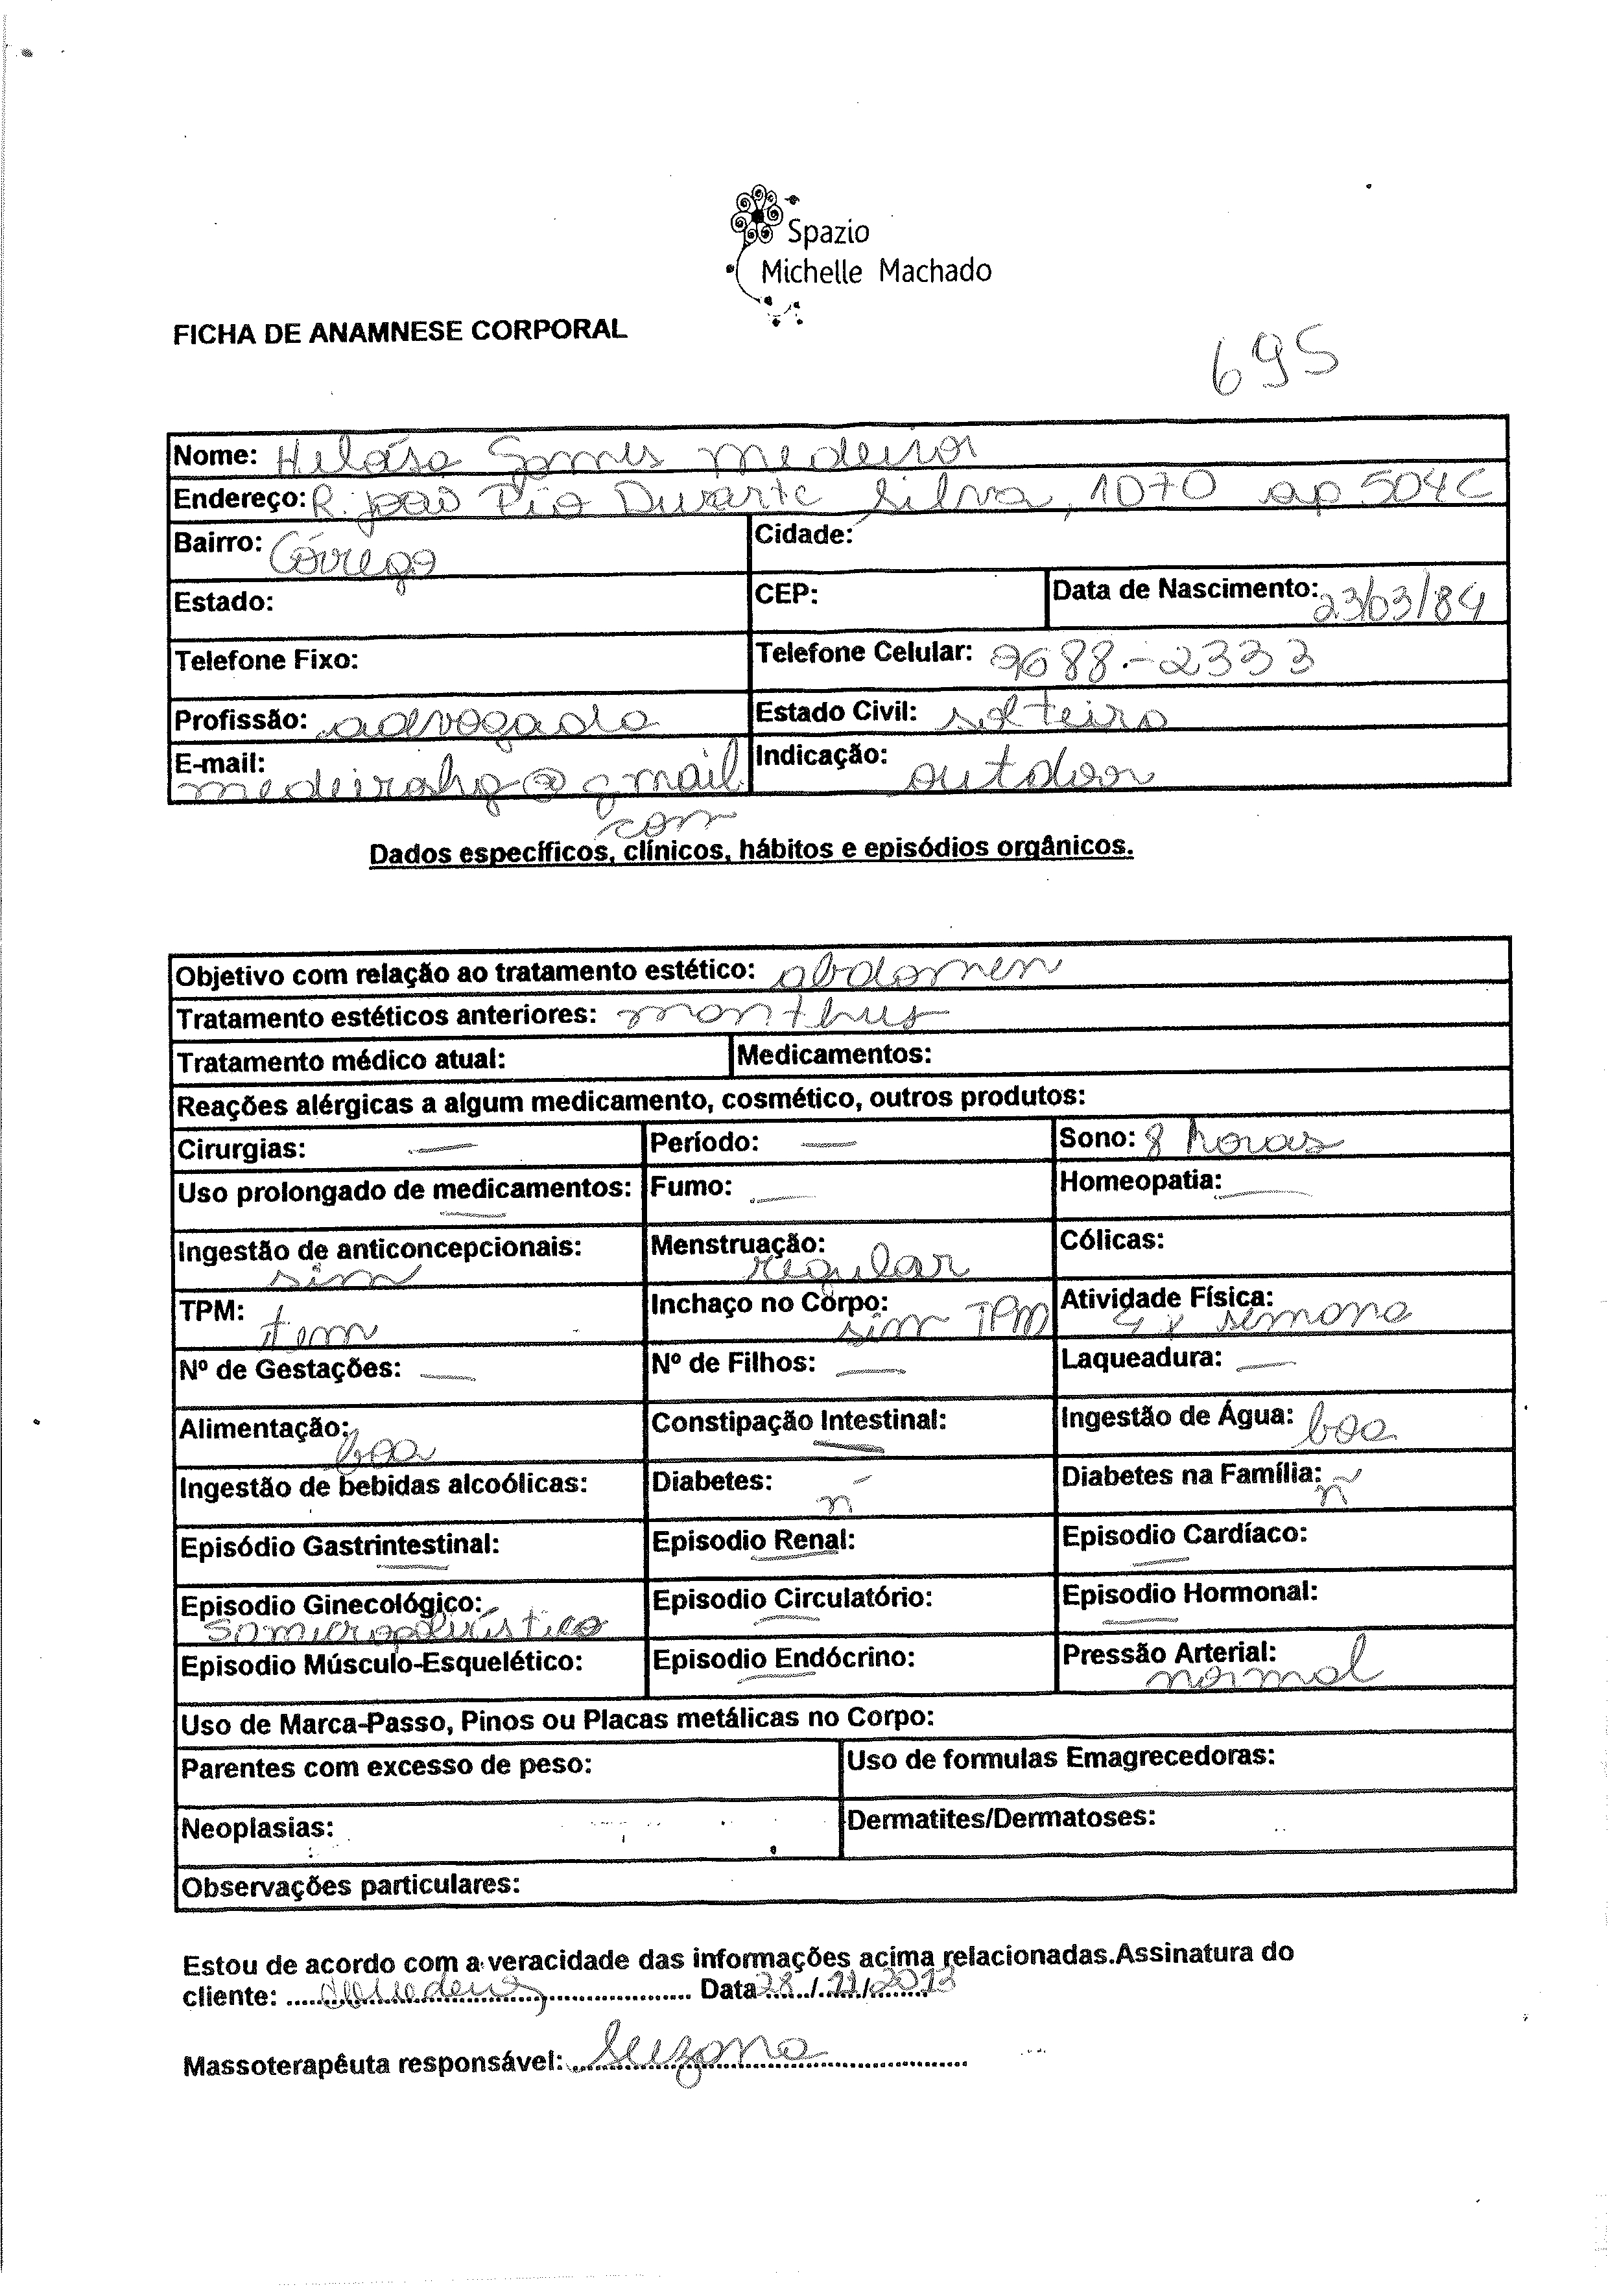 Spazio
Michelle Machado
FICHA DE ANAMNESE CORPORAL
695
Nome: Heloísa Gomes Medeiros
Endereço: R. João Pio Duarte Silva, 1070 ap 504C
Bairro: Córrego Cidade:
Estado: CEP: Data de Nascimento: 23/03/84
Telefone Fixo: Telefone Celular: 9688-2333
Profissão: advogada Estado Civil: solteira
E-mail: Indicação: outdoor
medeiroshg@gmail
com
Dados específicos, clínicos, hábitos e episódios orgânicos.
Objetivo com relação ao tratamento estético: abdomen
Tratamento estéticos anteriores: manthus
Tratamento médico atual: Medicamentos:
Reações alérgicas a algum medicamento, cosmético, outros produtos:
Cirurgias: — Período: — Sono: 8 horas
Uso prolongado de medicamentos: — Fumo: — Homeopatia: —
Ingestão de anticoncepcionais: sim Menstruação: regular Cólicas:
TPM: tem Inchaço no Corpo: sim TPM Atividade Física: 4x semana
Nº de Gestações: — Nº de Filhos: — Laqueadura: —
Alimentação: boa Constipação Intestinal: — Ingestão de Água: boa
Ingestão de bebidas alcoólicas: Diabetes: ñ Diabetes na Família: ñ
Episódio Gastrintestinal: — Episodio Renal: — Episodio Cardíaco: —
Episodio Ginecológico: Episodio Circulatório: — Episodio Hormonal: —
Episodio Músculo-Esquelético: Episodio Endócrino: — Pressão Arterial: normal
Uso de Marca-Passo, Pinos ou Placas metálicas no Corpo:
Parentes com excesso de peso: Uso de formulas Emagrecedoras:
Neoplasias: Dermatites/Dermatoses:
Observações particulares:
Estou de acordo com a veracidade das informações acima relacionadas.Assinatura do
cliente: Data 28/11/2013
Massoterapêuta responsável: Suzana